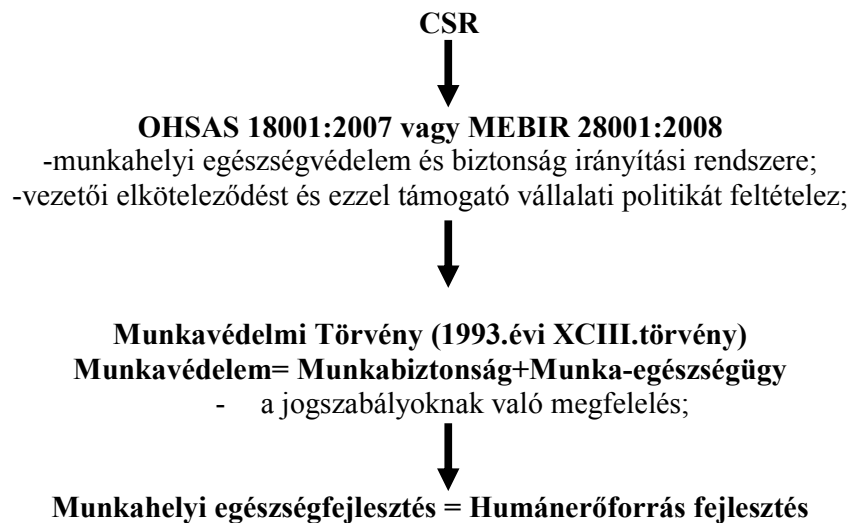 CSR
OHSAS 18001:2007 vagy MEBIR 28001:2008
-munkahelyi egészségvédelem és biztonság irányítási rendszere;
-vezetői elköteleződést és ezzel támogató vállalati politikát feltételez;
Munkavédelmi Törvény (1993.évi XCIII.törvény)
Munkavédelem= Munkabiztonság+Munka-egészségügy
- a jogszabályoknak való megfelelés;
Munkahelyi egészségfejlesztés = Humánerőforrás fejlesztés